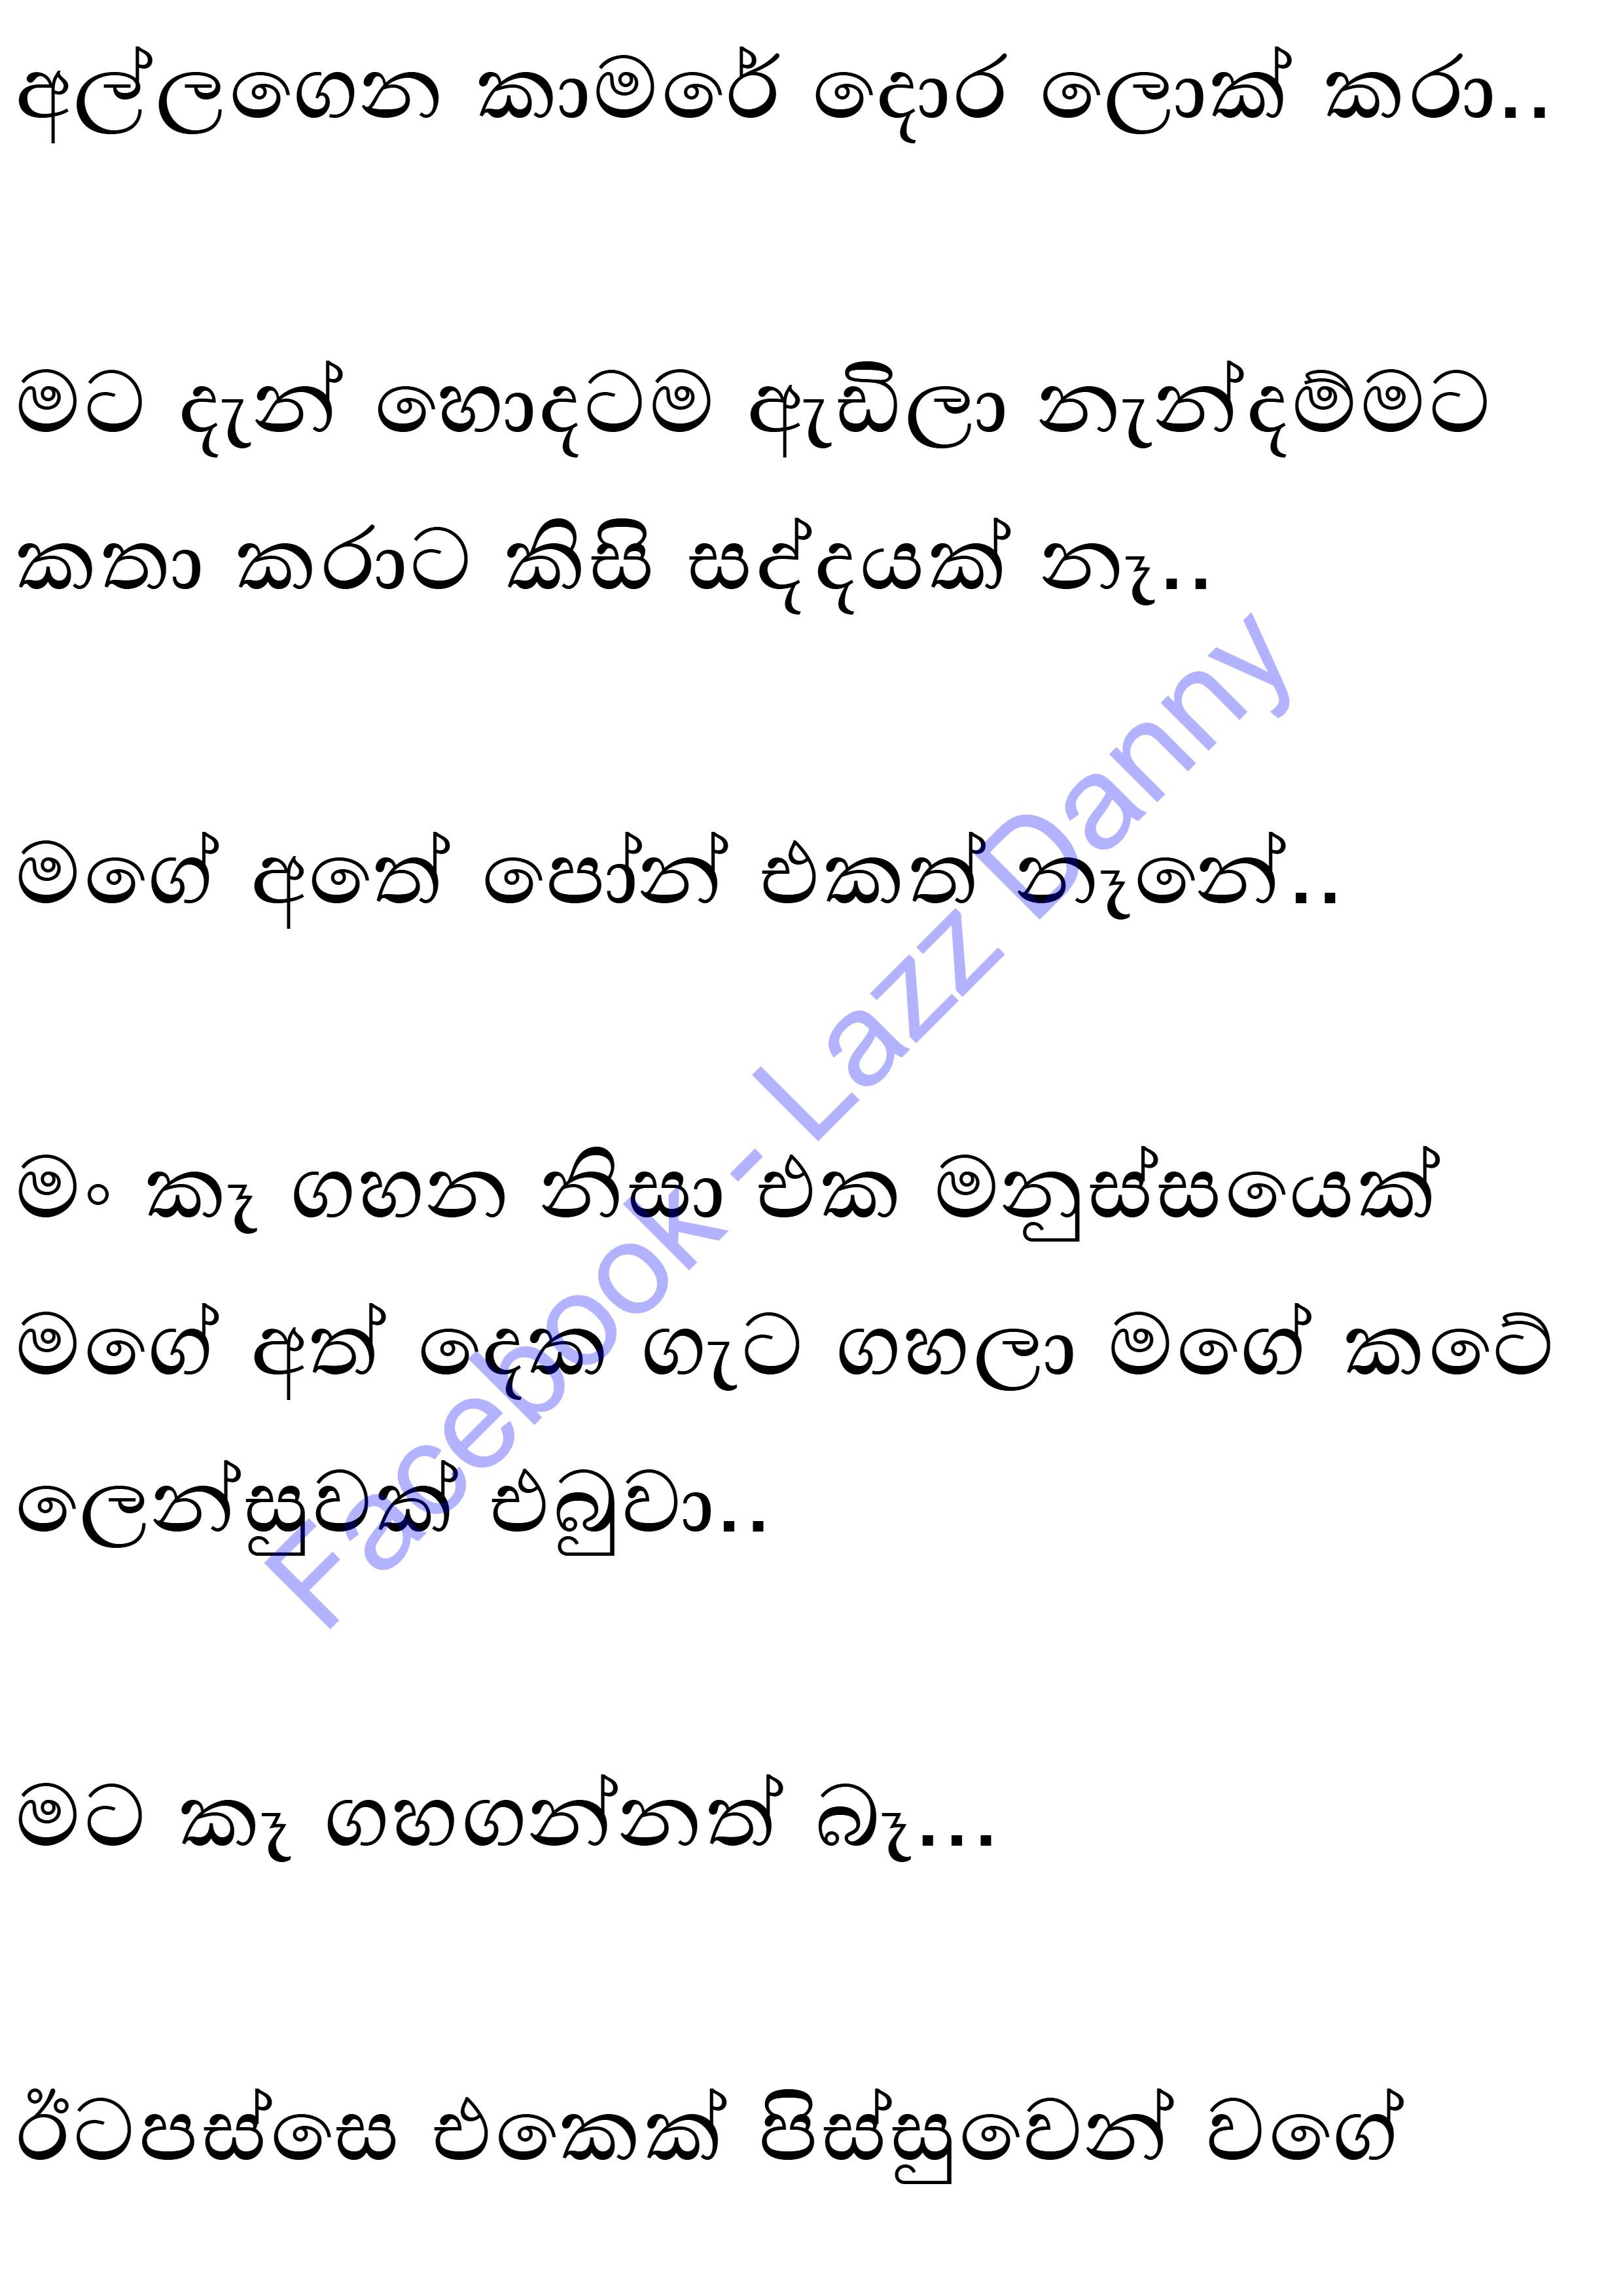 අල්ලගෙන කාමරේ දොර ලොක් කරා..
මට දැන් හොදටම ඇඬිලා නැන්දම්මට
කතා කරාට කිසි සද්දයක් නෑ..
මගේ අතේ පෝන් එකත් නෑනේ..
මං කෑ ගහන නිසා එක මනුස්සයෙක්
මගේ අත් දෙක ගැට ගහලා මගේ කටේ
ලෙන්සුවක් එබුවා..
මට කෑ ගහගන්නත් බෑ...
ඊටපස්සෙ එකෙක් පිස්සුවෙන් වගේ
Facebook - Lazz Danny